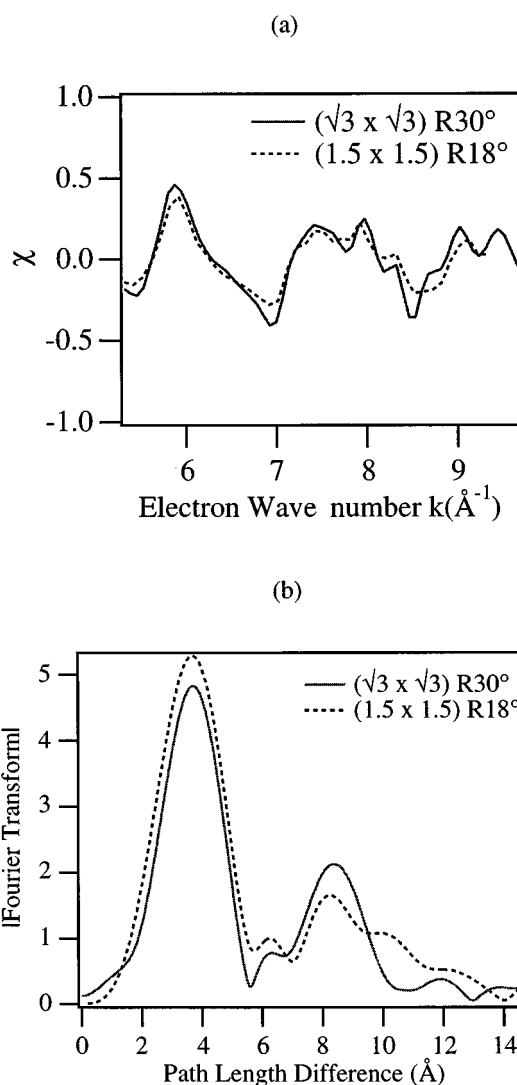 (a)
1.0
0.5
0.0
-0.5
-1.0
χ
(√3 x √3) R30°
(1.5 x 1.5) R18°
6
7
8
9
Electron Wave number k(Å⁻¹)
(b)
5
4
3
2
1
0
|Fourier Transform|
(√3 x √3) R30°
(1.5 x 1.5) R18°
0
2
4
6
8
10
12
14
Path Length Difference (Å)